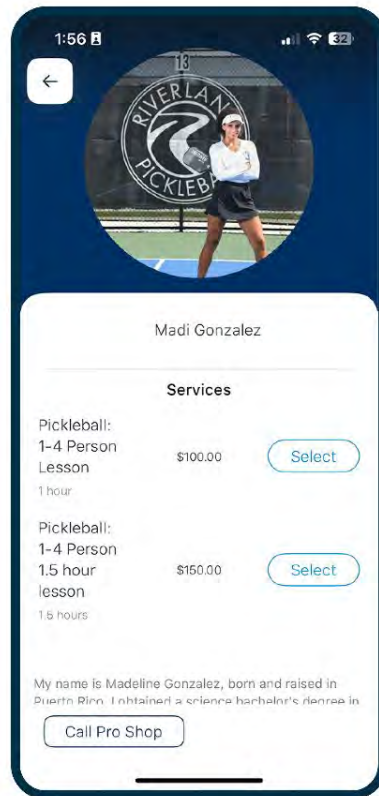 1:56
32
13
RIVERLAN
PICKLEB
Madi Gonzalez
Services
Pickleball:
1-4 Person
Lesson
$100.00
Select
1 hour
Pickleball:
1-4 Person
1.5 hour
lesson
$150.00
Select
1.5 hours
My name is Madeline Gonzalez, born and raised in
Puerto Rico. I obtained a science bachelor's degree in
Call Pro Shop